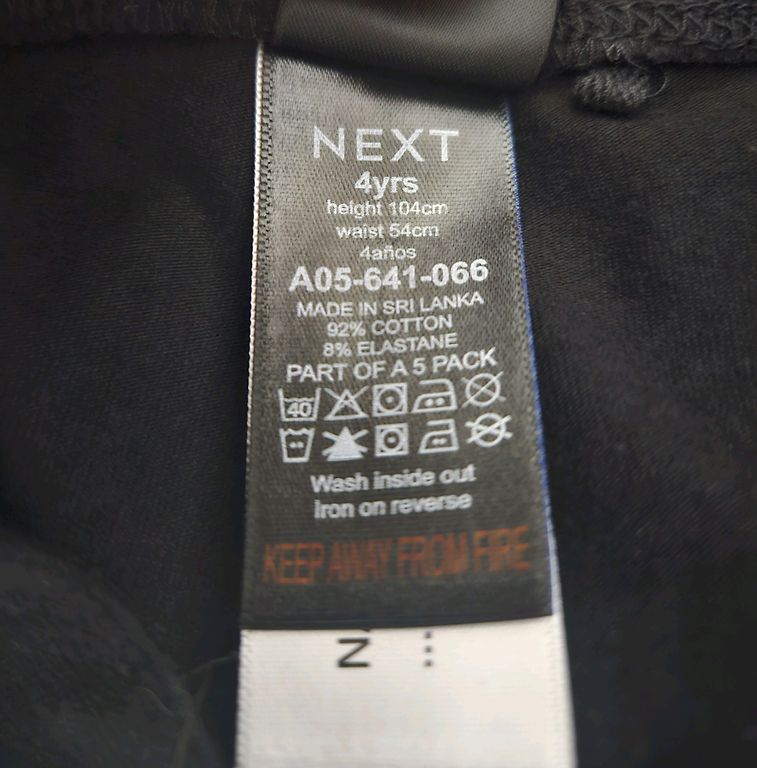 NEXT
4yrs
height 104cm
waist 54cm
4años
A05-641-066
MADE IN SRI LANKA
92% COTTON
8% ELASTANE
PART OF A 5 PACK
40
Wash inside out
Iron on reverse
KEEP AWAY FROM FIRE